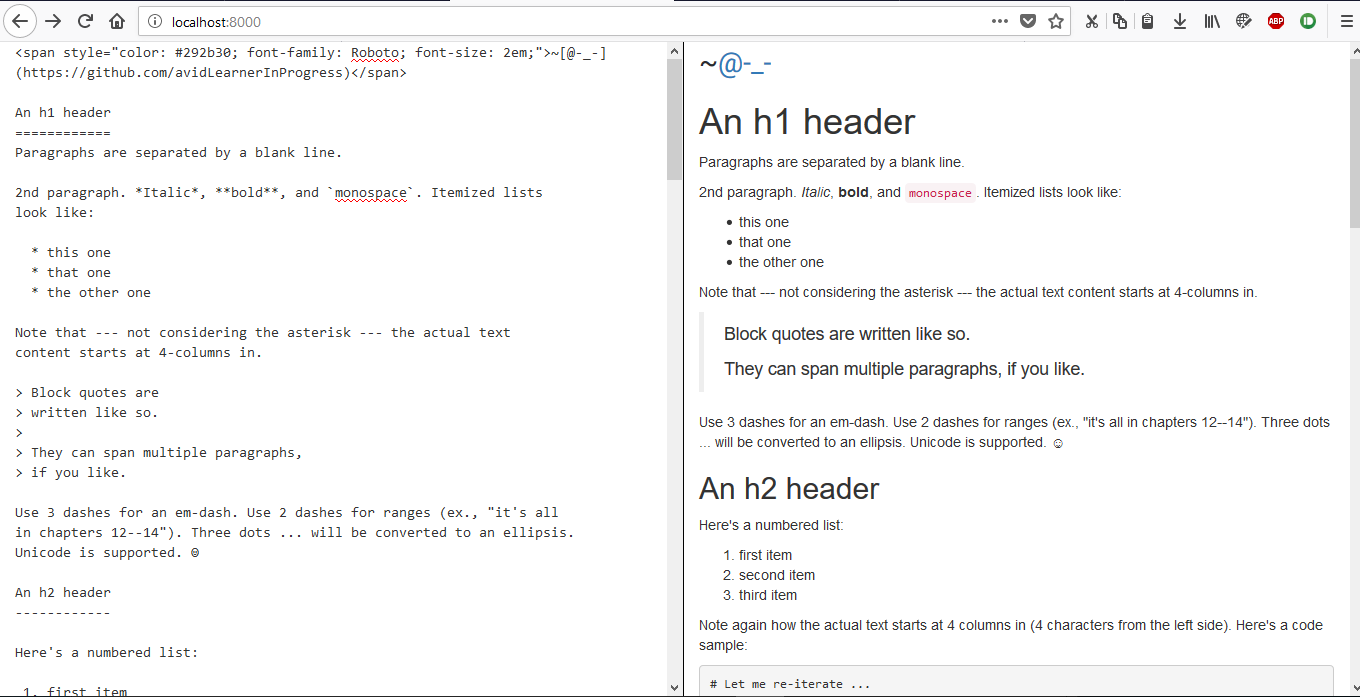 localhost:8000
ABP
<span style="color: #292b30; font-family: Roboto; font-size: 2em;">~[@-_-]
(https://github.com/avidLearnerInProgress)</span>
An h1 header
============
Paragraphs are separated by a blank line.
2nd paragraph. *Italic*, **bold**, and `monospace`. Itemized lists
look like:
* this one
* that one
* the other one
Note that --- not considering the asterisk --- the actual text
content starts at 4-columns in.
> Block quotes are
> written like so.
>
> They can span multiple paragraphs,
> if you like.
Use 3 dashes for an em-dash. Use 2 dashes for ranges (ex., "it's all
in chapters 12--14"). Three dots ... will be converted to an ellipsis.
Unicode is supported. ☺
An h2 header
------------
Here's a numbered list:
1. first item
~@-_-
An h1 header
Paragraphs are separated by a blank line.
2nd paragraph. Italic, bold, and monospace. Itemized lists look like:
• this one
• that one
• the other one
Note that --- not considering the asterisk --- the actual text content starts at 4-columns in.
Block quotes are written like so.
They can span multiple paragraphs, if you like.
Use 3 dashes for an em-dash. Use 2 dashes for ranges (ex., "it's all in chapters 12--14"). Three dots
... will be converted to an ellipsis. Unicode is supported. ☺
An h2 header
Here's a numbered list:
1. first item
2. second item
3. third item
Note again how the actual text starts at 4 columns in (4 characters from the left side). Here's a code
sample:
# Let me re-iterate ...